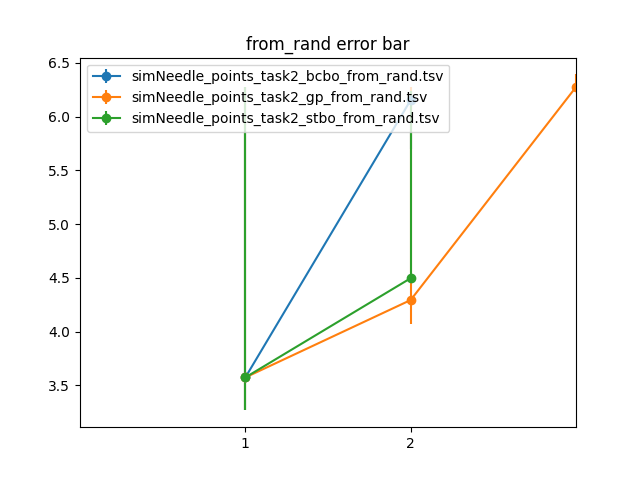 from_rand error bar
simNeedle_points_task2_bcbo_from_rand.tsv
simNeedle_points_task2_gp_from_rand.tsv
simNeedle_points_task2_stbo_from_rand.tsv
6.5
6.0
5.5
5.0
4.5
4.0
3.5
1
2